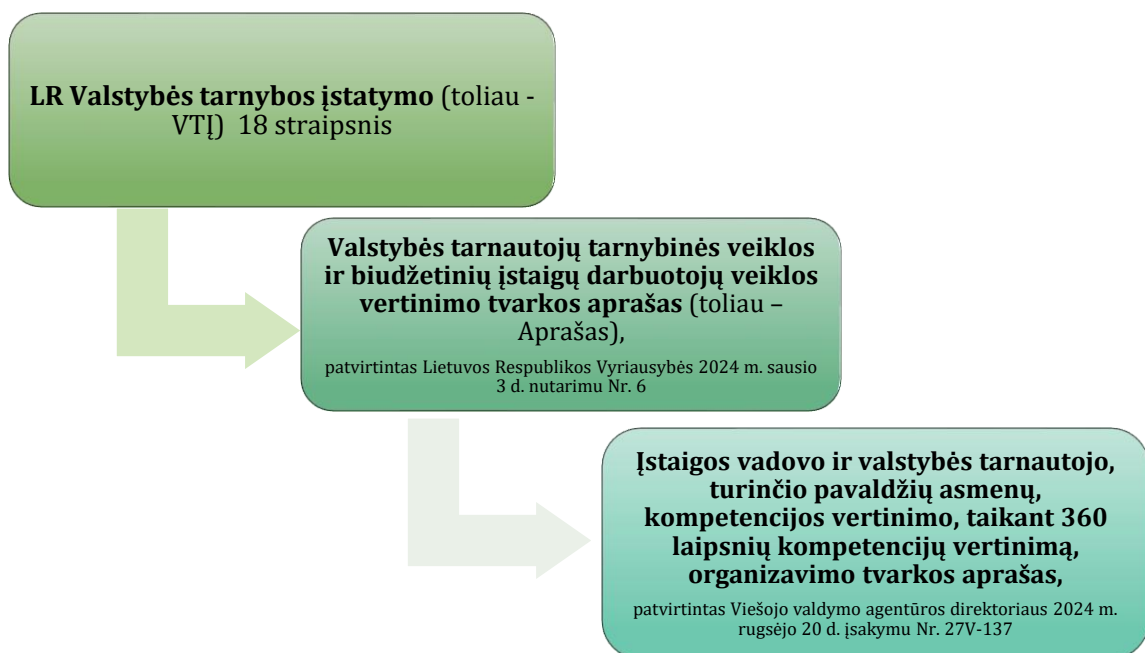 LR Valstybės tarnybos įstatymo (toliau -
VTĮ) 18 straipsnis
Valstybės tarnautojų tarnybinės veiklos
ir biudžetinių įstaigų darbuotojų veiklos
vertinimo tvarkos aprašas (toliau –
Aprašas),
patvirtintas Lietuvos Respublikos Vyriausybės 2024 m. sausio
3 d. nutarimu Nr. 6
Įstaigos vadovo ir valstybės tarnautojo,
turinčio pavaldžių asmenų,
kompetencijos vertinimo, taikant 360
laipsnių kompetencijų vertinimą,
organizavimo tvarkos aprašas,
patvirtintas Viešojo valdymo agentūros direktoriaus 2024 m.
rugsėjo 20 d. įsakymu Nr. 27V-137